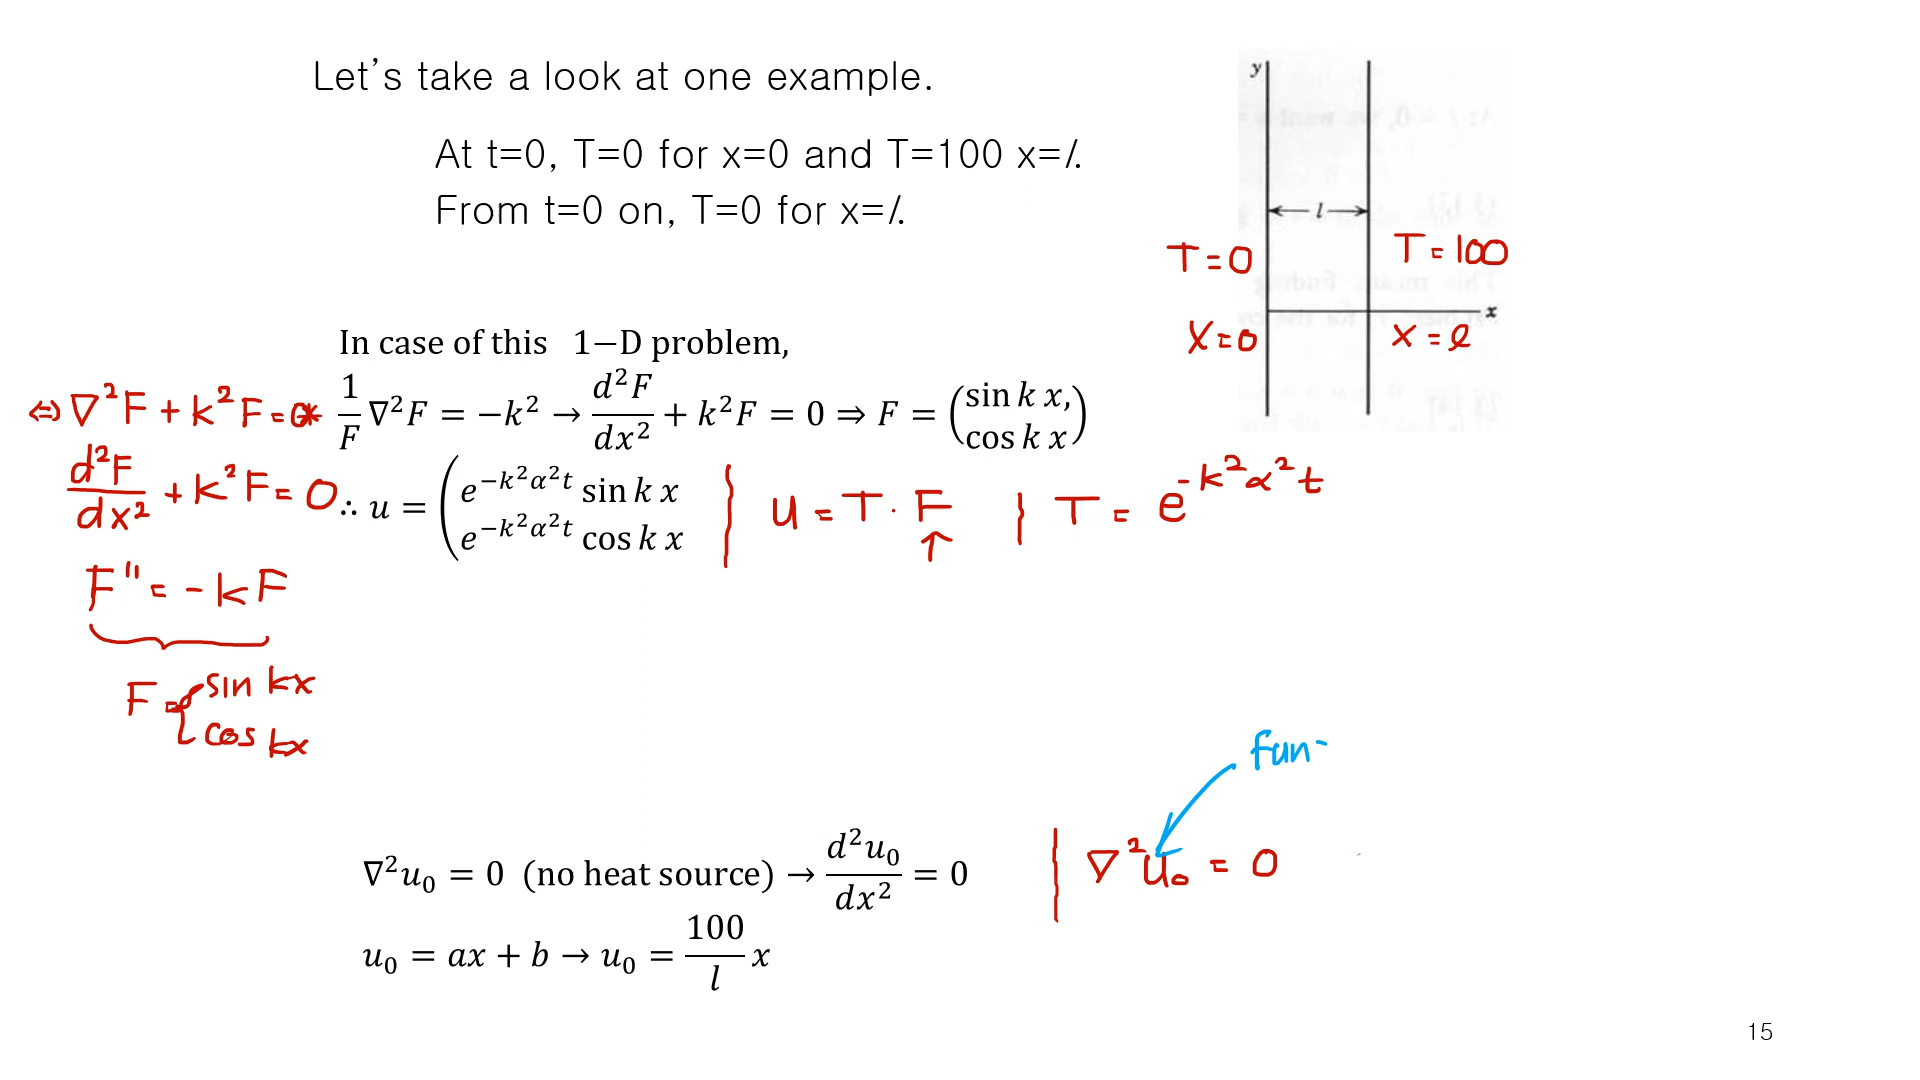 Let's take a look at one example.
At t=0, T=0 for x=0 and T=100 x=l.
From t=0 on, T=0 for x=l.
y
l
x
T=0
T=100
x=0
x=l
In case of this 1−D problem,
⇔ ∇²F + k²F = 0
* 1/F ∇²F = −k² → d²F/dx² + k²F = 0 ⇒ F = (sin k x, cos k x)
d²F/dx² + k²F = 0
∴ u = (e^{−k²α²t} sin k x
e^{−k²α²t} cos k x
| u = T · F | T = e^{-k²α²t}
↑
F'' = -kF
F = { sin kx
cos kx
fun-
∇²u₀ = 0 (no heat source) → d²u₀/dx² = 0
| ∇²u₀ = 0
u₀ = ax + b → u₀ = 100/l x
15